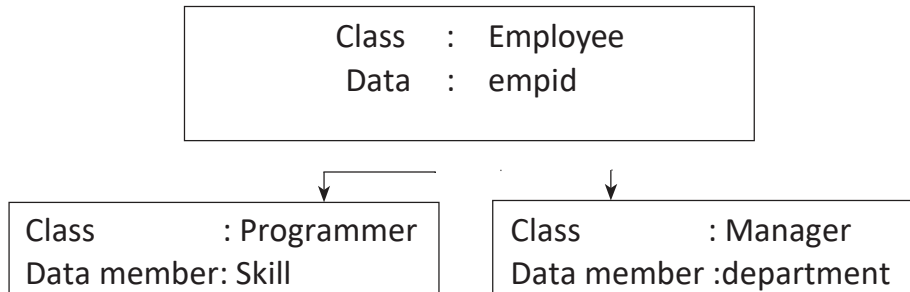 Class : Employee
Data : empid
Class : Programmer
Data member: Skill
Class : Manager
Data member :department